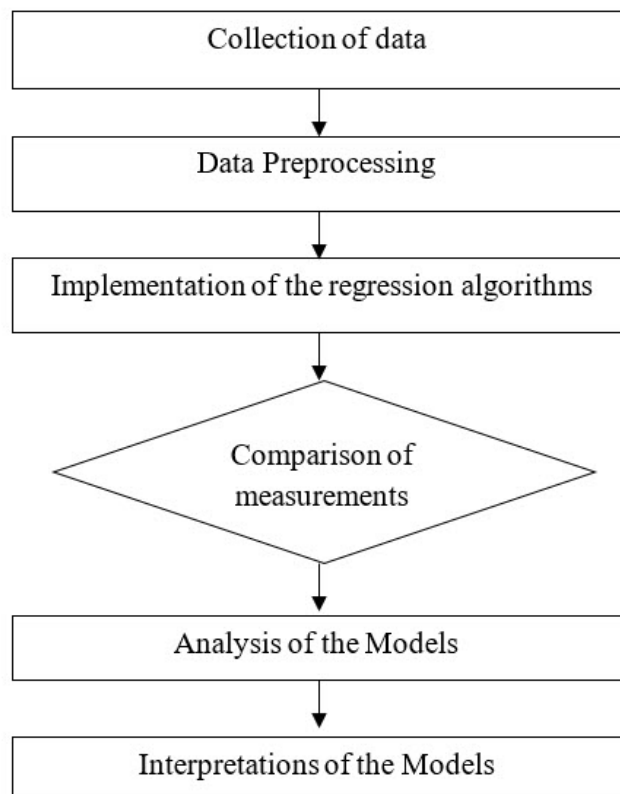 Collection of data
Data Preprocessing
Implementation of the regression algorithms
Comparison of
measurements
Analysis of the Models
Interpretations of the Models